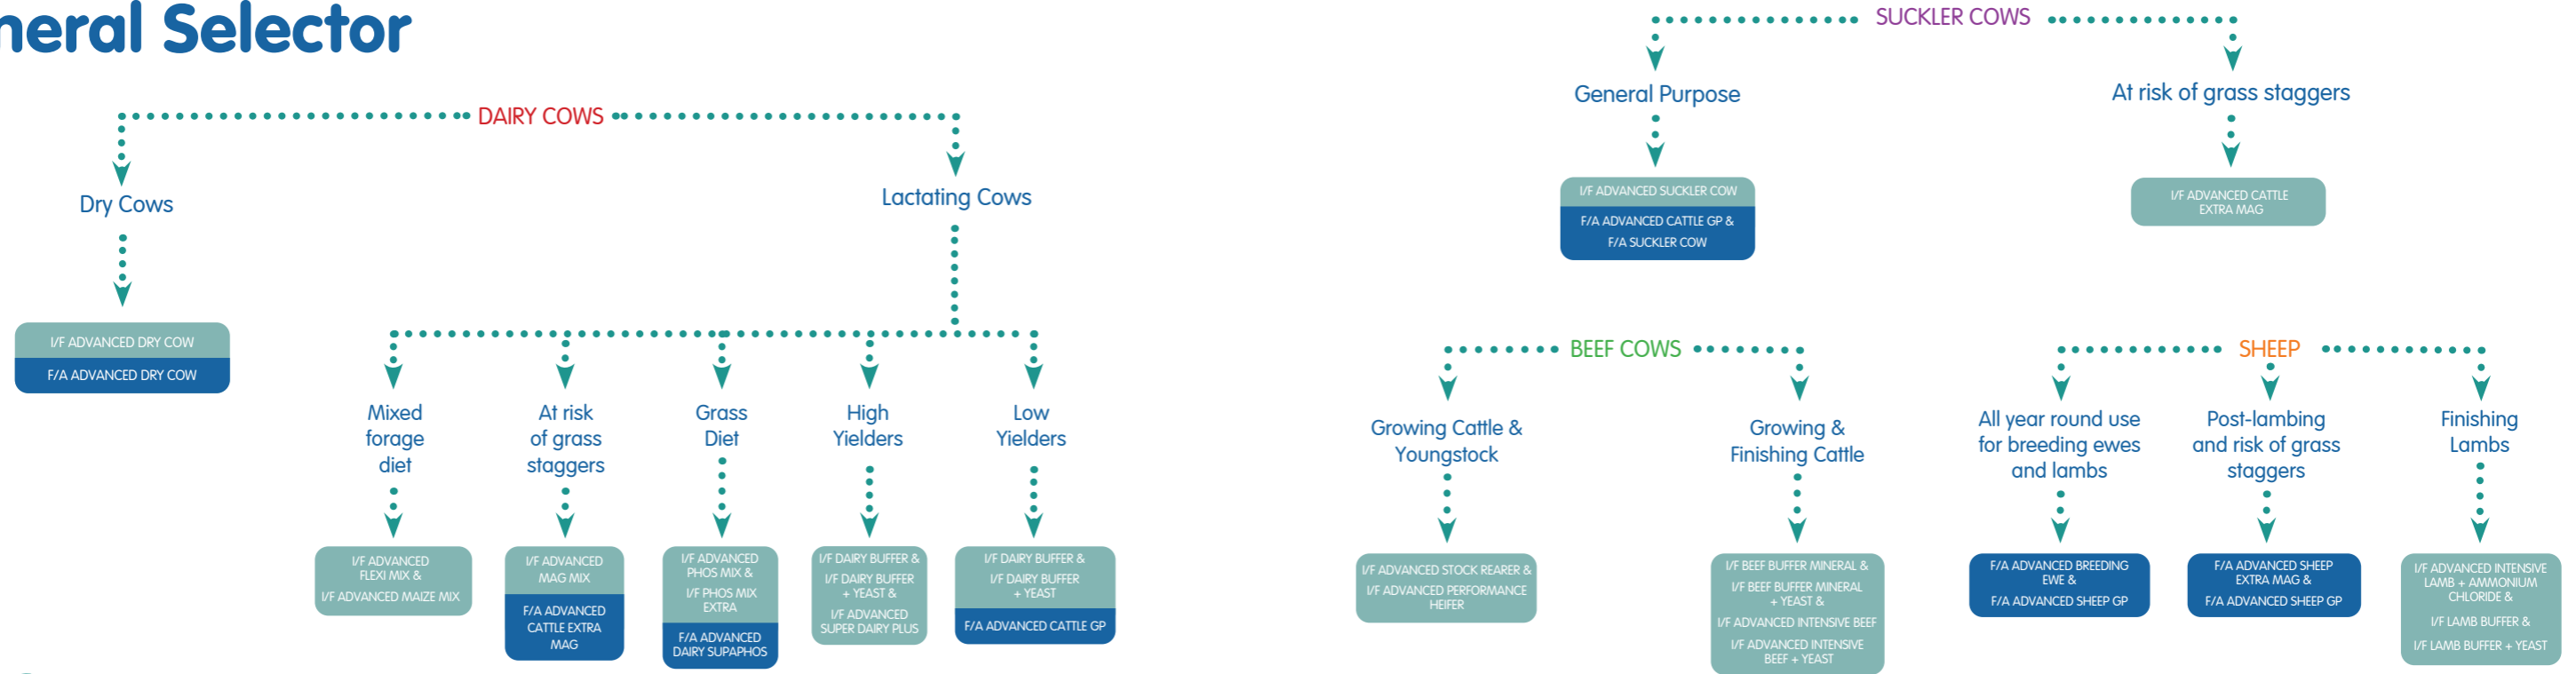 neral Selector
DAIRY COWS
Dry Cows
I/F ADVANCED DRY COW
F/A ADVANCED DRY COW
Lactating Cows
Mixed
forage
diet
I/F ADVANCED
FLEXI MIX &
I/F ADVANCED MAIZE MIX
At risk
of grass
staggers
I/F ADVANCED
MAG MIX
F/A ADVANCED
CATTLE EXTRA
MAG
Grass
Diet
I/F ADVANCED
PHOS MIX &
I/F PHOS MIX
EXTRA
F/A ADVANCED
DAIRY SUPAPHOS
High
Yielders
I/F DAIRY BUFFER &
I/F DAIRY BUFFER
+ YEAST &
I/F ADVANCED
SUPER DAIRY PLUS
Low
Yielders
I/F DAIRY BUFFER &
I/F DAIRY BUFFER
+ YEAST
F/A ADVANCED CATTLE GP
SUCKLER COWS
General Purpose
I/F ADVANCED SUCKLER COW
F/A ADVANCED CATTLE GP &
F/A SUCKLER COW
At risk of grass staggers
I/F ADVANCED CATTLE
EXTRA MAG
BEEF COWS
Growing Cattle &
Youngstock
I/F ADVANCED STOCK REARER &
I/F ADVANCED PERFORMANCE
HEIFER
Growing &
Finishing Cattle
I/F BEEF BUFFER MINERAL &
I/F BEEF BUFFER MINERAL
+ YEAST &
I/F ADVANCED INTENSIVE BEEF
I/F ADVANCED INTENSIVE
BEEF + YEAST
SHEEP
All year round use
for breeding ewes
and lambs
F/A ADVANCED BREEDING
EWE &
F/A ADVANCED SHEEP GP
Post-lambing
and risk of grass
staggers
F/A ADVANCED SHEEP
EXTRA MAG &
F/A ADVANCED SHEEP GP
Finishing
Lambs
I/F ADVANCED INTENSIVE
LAMB + AMMONIUM
CHLORIDE &
I/F LAMB BUFFER &
I/F LAMB BUFFER + YEAST